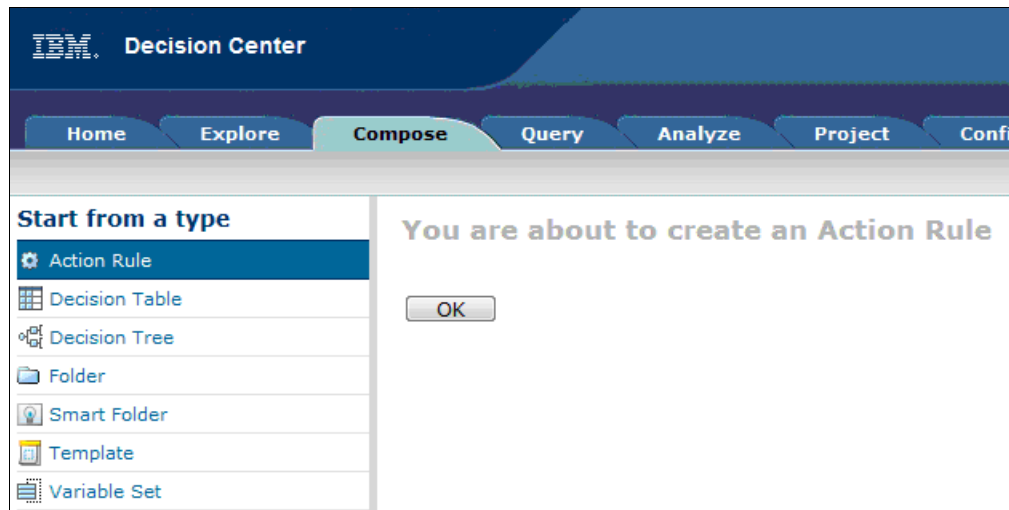 IBM. Decision Center
Home Explore Compose Query Analyze Project Confi
Start from a type
You are about to create an Action Rule
Action Rule
Decision Table
OK
Decision Tree
Folder
Smart Folder
Template
Variable Set